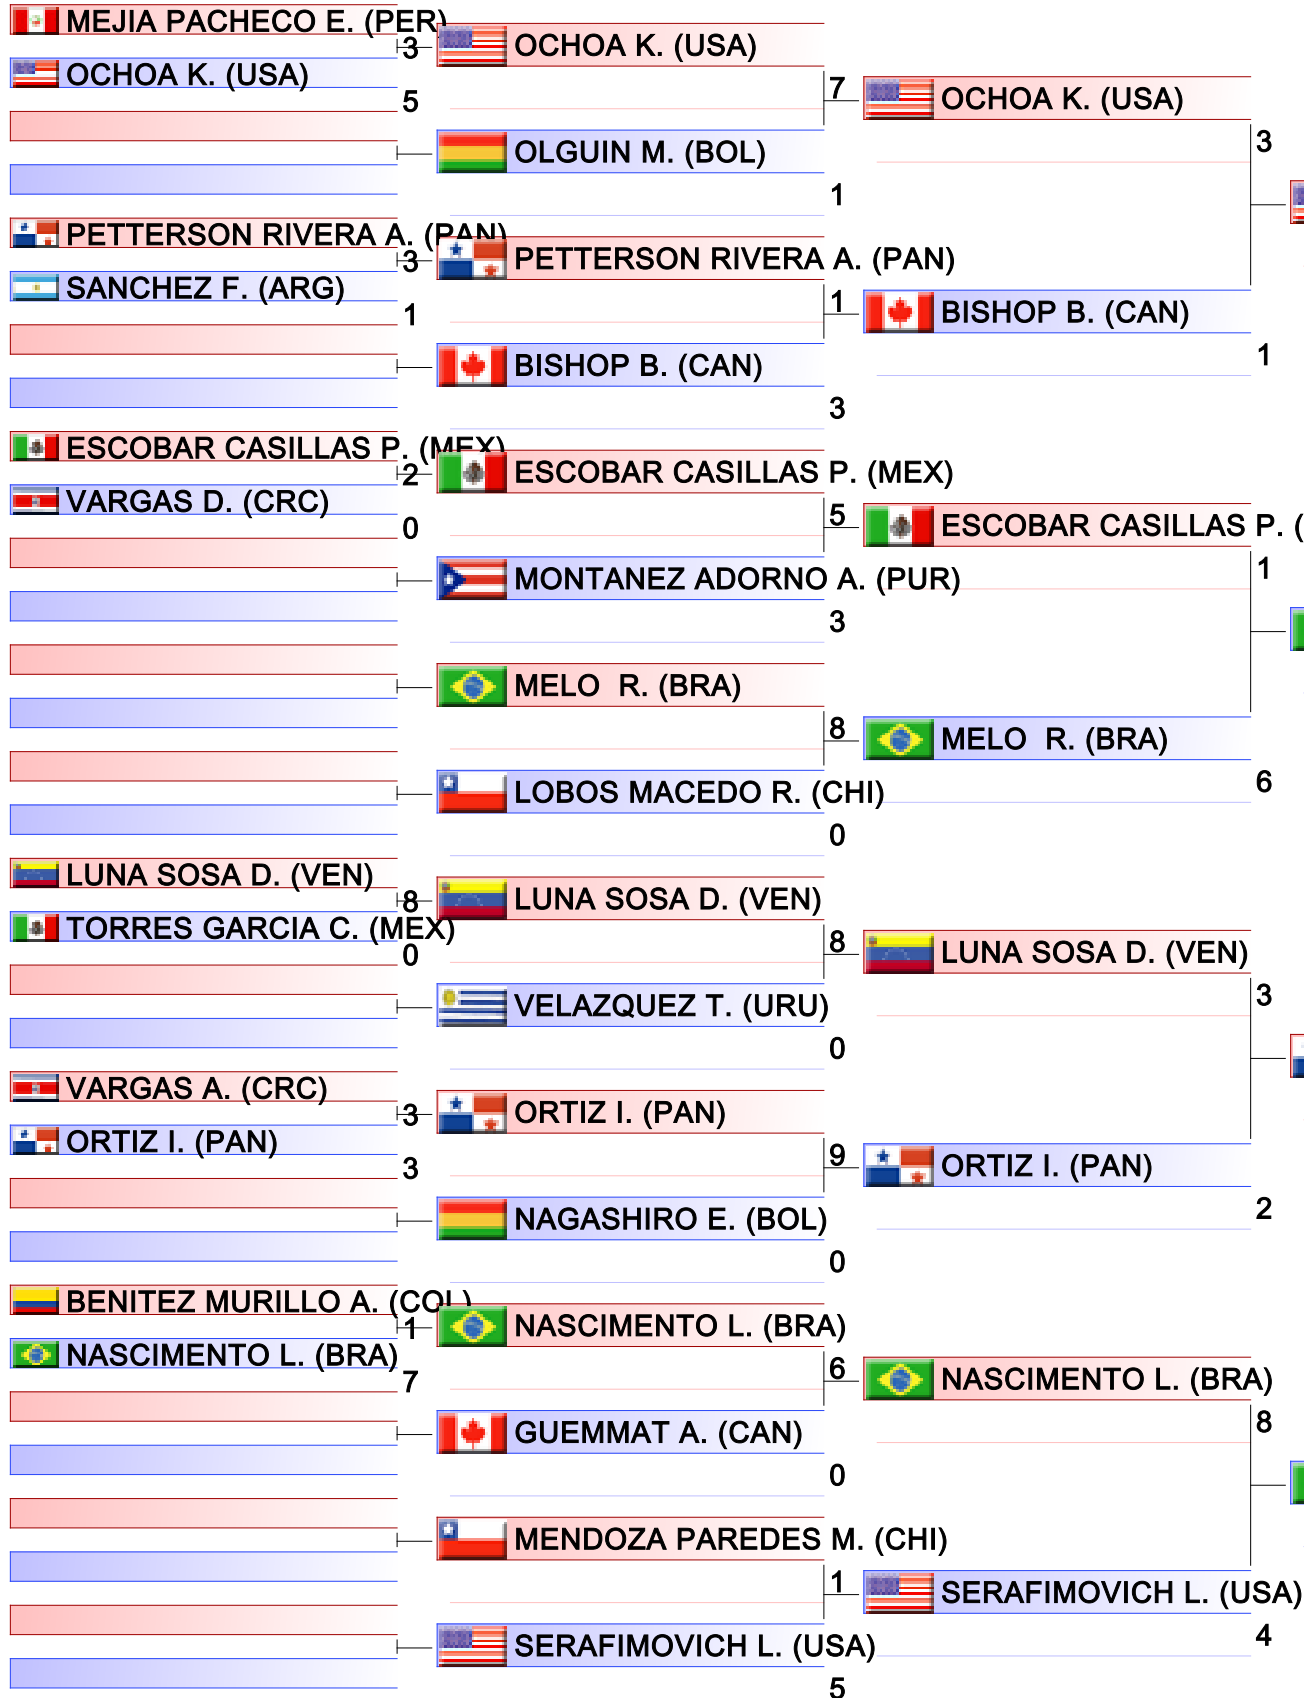 MEJIA PACHECO E. (PER)
3
OCHOA K. (USA)
5
PETTERSON RIVERA A. (PAN)
3
SANCHEZ F. (ARG)
1
ESCOBAR CASILLAS P. (MEX)
2
VARGAS D. (CRC)
0
LUNA SOSA D. (VEN)
8
TORRES GARCIA C. (MEX)
0
VARGAS A. (CRC)
3
ORTIZ I. (PAN)
3
BENITEZ MURILLO A. (COL)
1
NASCIMENTO L. (BRA)
7
OCHOA K. (USA)
7
OLGUIN M. (BOL)
1
PETTERSON RIVERA A. (PAN)
1
BISHOP B. (CAN)
3
ESCOBAR CASILLAS P. (MEX)
5
MONTANEZ ADORNO A. (PUR)
3
MELO  R. (BRA)
8
LOBOS MACEDO R. (CHI)
0
LUNA SOSA D. (VEN)
8
VELAZQUEZ T. (URU)
0
ORTIZ I. (PAN)
9
NAGASHIRO E. (BOL)
0
NASCIMENTO L. (BRA)
6
GUEMMAT A. (CAN)
0
MENDOZA PAREDES M. (CHI)
1
SERAFIMOVICH L. (USA)
5
OCHOA K. (USA)
3
BISHOP B. (CAN)
1
ESCOBAR CASILLAS P. (
1
MELO  R. (BRA)
6
LUNA SOSA D. (VEN)
3
ORTIZ I. (PAN)
2
NASCIMENTO L. (BRA)
8
SERAFIMOVICH L. (USA)
4